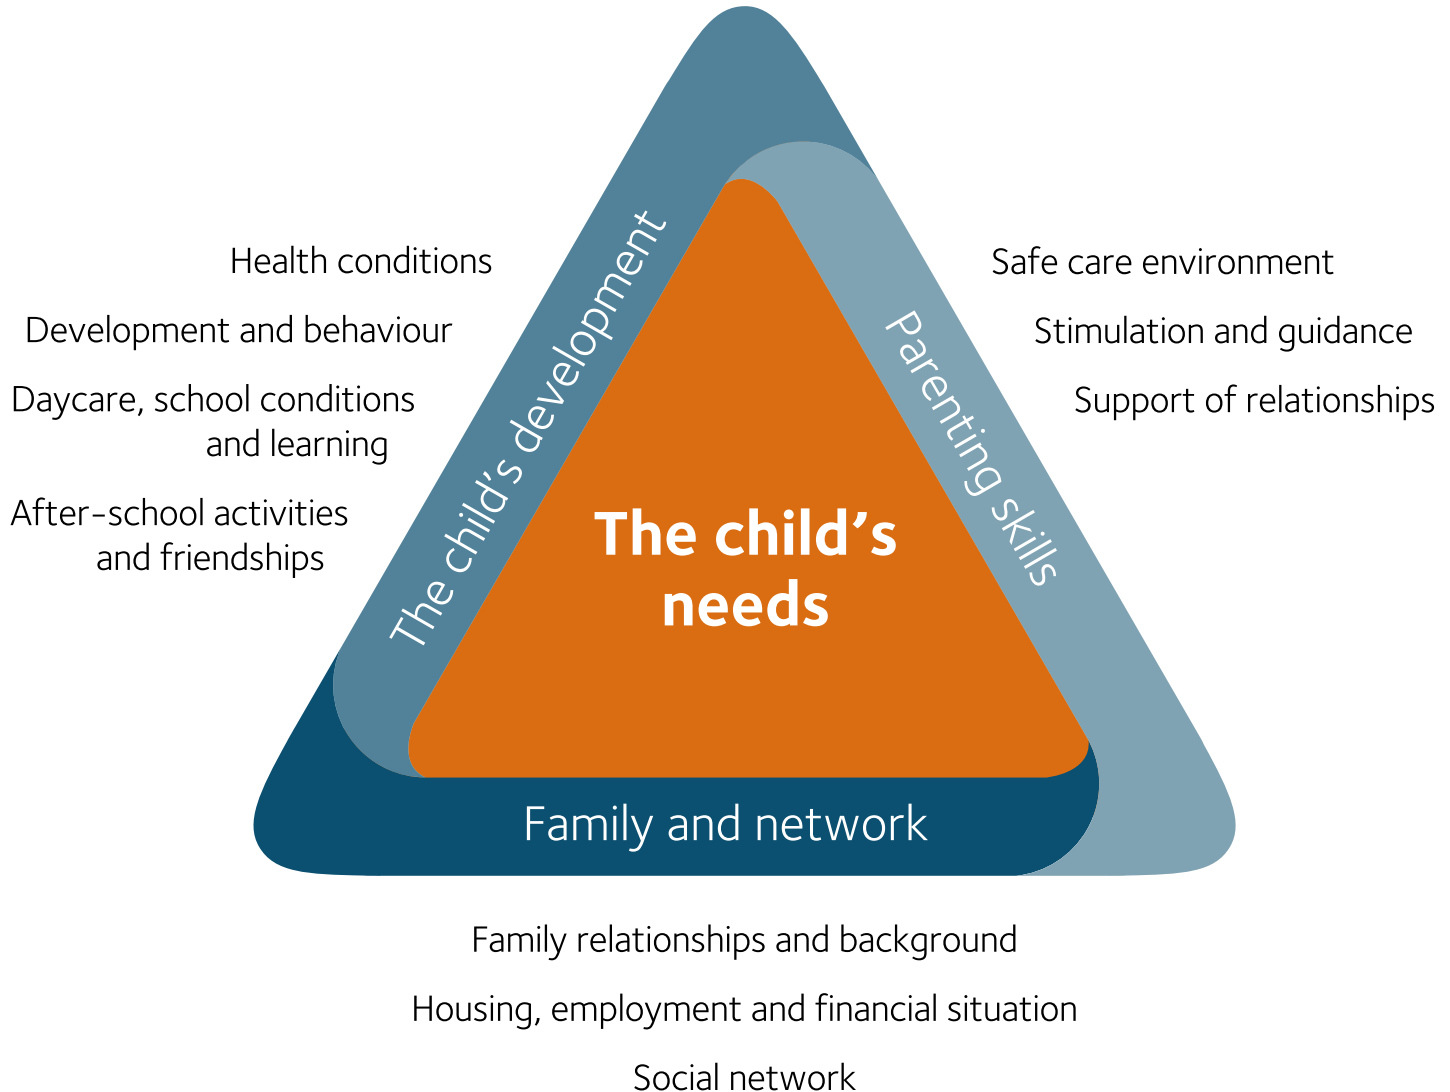 Health conditions
Development and behaviour
Daycare, school conditions
and learning
After-school activities
and friendships
The child's development
The child's
needs
Parenting skills
Safe care environment
Stimulation and guidance
Support of relationships
Family and network
Family relationships and background
Housing, employment and financial situation
Social network